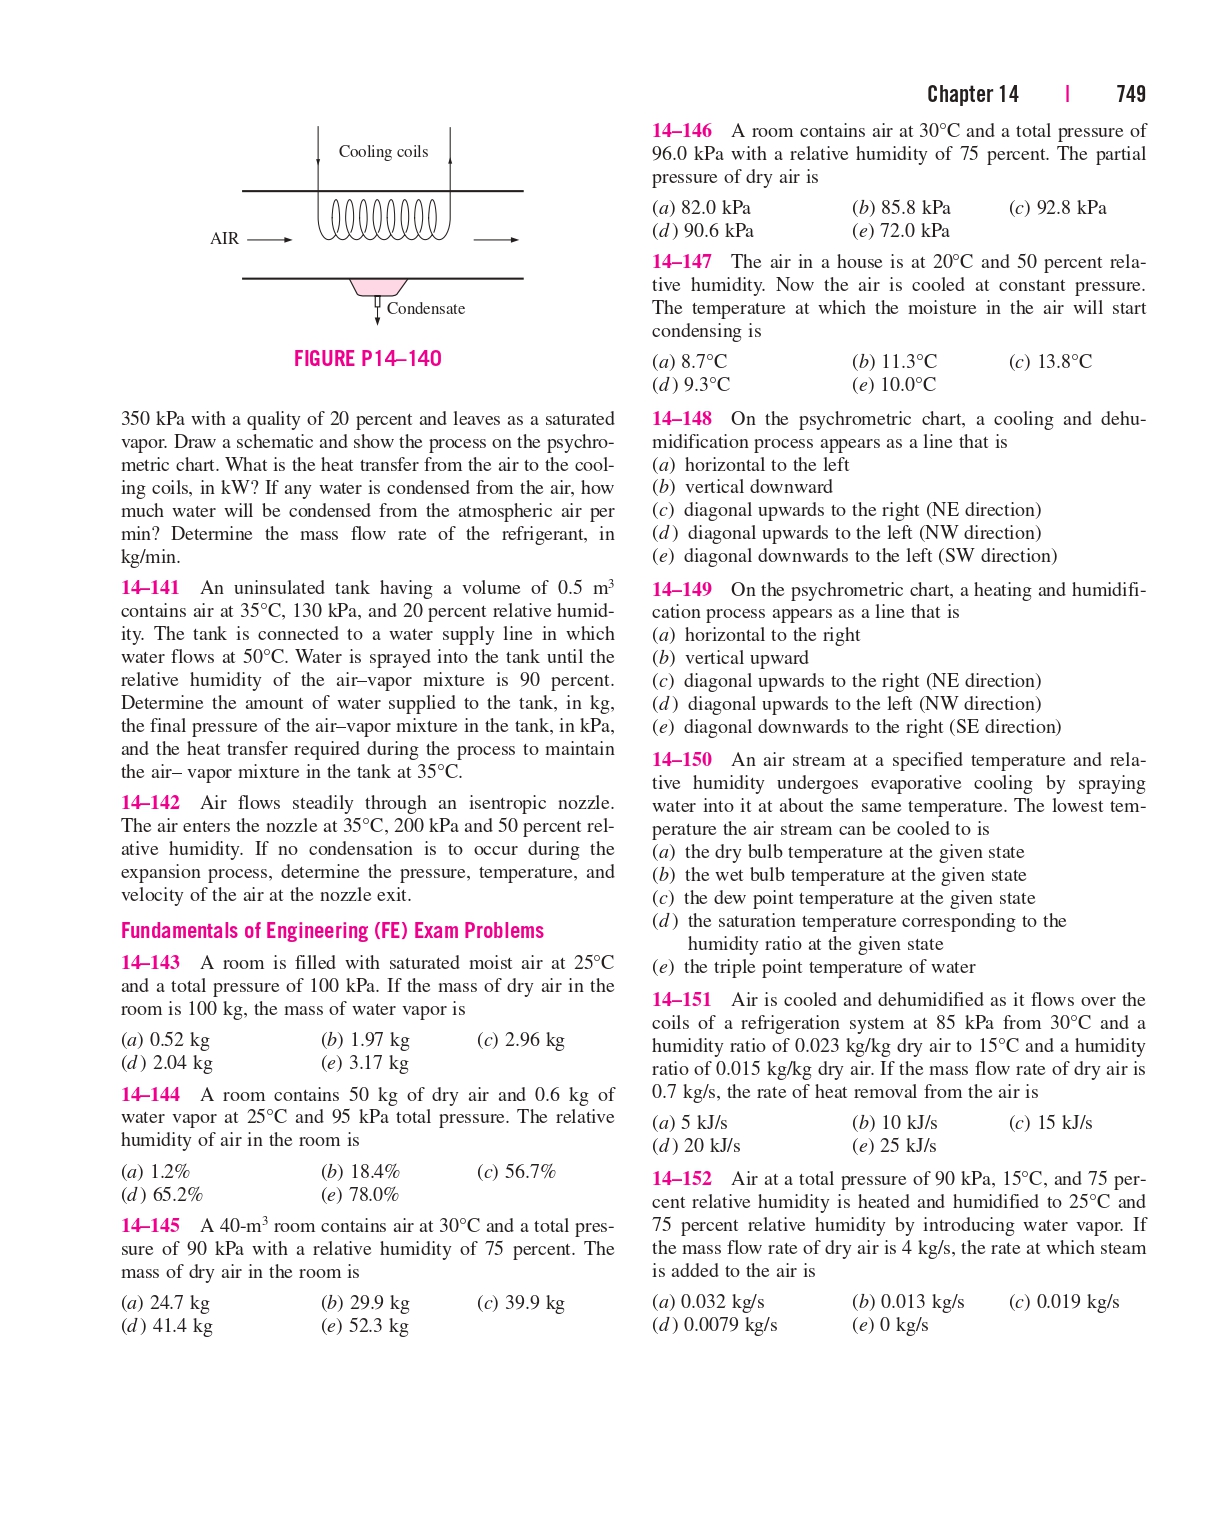 Chapter 14 | 749
Cooling coils
AIR
Condensate
FIGURE P14–140
350 kPa with a quality of 20 percent and leaves as a saturated
vapor. Draw a schematic and show the process on the psychro-
metric chart. What is the heat transfer from the air to the cool-
ing coils, in kW? If any water is condensed from the air, how
much water will be condensed from the atmospheric air per
min? Determine the mass flow rate of the refrigerant, in
kg/min.
14–141 An uninsulated tank having a volume of 0.5 m³
contains air at 35°C, 130 kPa, and 20 percent relative humid-
ity. The tank is connected to a water supply line in which
water flows at 50°C. Water is sprayed into the tank until the
relative humidity of the air–vapor mixture is 90 percent.
Determine the amount of water supplied to the tank, in kg,
the final pressure of the air–vapor mixture in the tank, in kPa,
and the heat transfer required during the process to maintain
the air– vapor mixture in the tank at 35°C.
14–142 Air flows steadily through an isentropic nozzle.
The air enters the nozzle at 35°C, 200 kPa and 50 percent rel-
ative humidity. If no condensation is to occur during the
expansion process, determine the pressure, temperature, and
velocity of the air at the nozzle exit.
Fundamentals of Engineering (FE) Exam Problems
14–143 A room is filled with saturated moist air at 25°C
and a total pressure of 100 kPa. If the mass of dry air in the
room is 100 kg, the mass of water vapor is
(a) 0.52 kg (b) 1.97 kg (c) 2.96 kg
(d) 2.04 kg (e) 3.17 kg
14–144 A room contains 50 kg of dry air and 0.6 kg of
water vapor at 25°C and 95 kPa total pressure. The relative
humidity of air in the room is
(a) 1.2% (b) 18.4% (c) 56.7%
(d) 65.2% (e) 78.0%
14–145 A 40-m³ room contains air at 30°C and a total pres-
sure of 90 kPa with a relative humidity of 75 percent. The
mass of dry air in the room is
(a) 24.7 kg (b) 29.9 kg (c) 39.9 kg
(d) 41.4 kg (e) 52.3 kg
14–146 A room contains air at 30°C and a total pressure of
96.0 kPa with a relative humidity of 75 percent. The partial
pressure of dry air is
(a) 82.0 kPa (b) 85.8 kPa (c) 92.8 kPa
(d) 90.6 kPa (e) 72.0 kPa
14–147 The air in a house is at 20°C and 50 percent rela-
tive humidity. Now the air is cooled at constant pressure.
The temperature at which the moisture in the air will start
condensing is
(a) 8.7°C (b) 11.3°C (c) 13.8°C
(d) 9.3°C (e) 10.0°C
14–148 On the psychrometric chart, a cooling and dehu-
midification process appears as a line that is
(a) horizontal to the left
(b) vertical downward
(c) diagonal upwards to the right (NE direction)
(d) diagonal upwards to the left (NW direction)
(e) diagonal downwards to the left (SW direction)
14–149 On the psychrometric chart, a heating and humidifi-
cation process appears as a line that is
(a) horizontal to the right
(b) vertical upward
(c) diagonal upwards to the right (NE direction)
(d) diagonal upwards to the left (NW direction)
(e) diagonal downwards to the right (SE direction)
14–150 An air stream at a specified temperature and rela-
tive humidity undergoes evaporative cooling by spraying
water into it at about the same temperature. The lowest tem-
perature the air stream can be cooled to is
(a) the dry bulb temperature at the given state
(b) the wet bulb temperature at the given state
(c) the dew point temperature at the given state
(d) the saturation temperature corresponding to the
humidity ratio at the given state
(e) the triple point temperature of water
14–151 Air is cooled and dehumidified as it flows over the
coils of a refrigeration system at 85 kPa from 30°C and a
humidity ratio of 0.023 kg/kg dry air to 15°C and a humidity
ratio of 0.015 kg/kg dry air. If the mass flow rate of dry air is
0.7 kg/s, the rate of heat removal from the air is
(a) 5 kJ/s (b) 10 kJ/s (c) 15 kJ/s
(d) 20 kJ/s (e) 25 kJ/s
14–152 Air at a total pressure of 90 kPa, 15°C, and 75 per-
cent relative humidity is heated and humidified to 25°C and
75 percent relative humidity by introducing water vapor. If
the mass flow rate of dry air is 4 kg/s, the rate at which steam
is added to the air is
(a) 0.032 kg/s (b) 0.013 kg/s (c) 0.019 kg/s
(d) 0.0079 kg/s (e) 0 kg/s